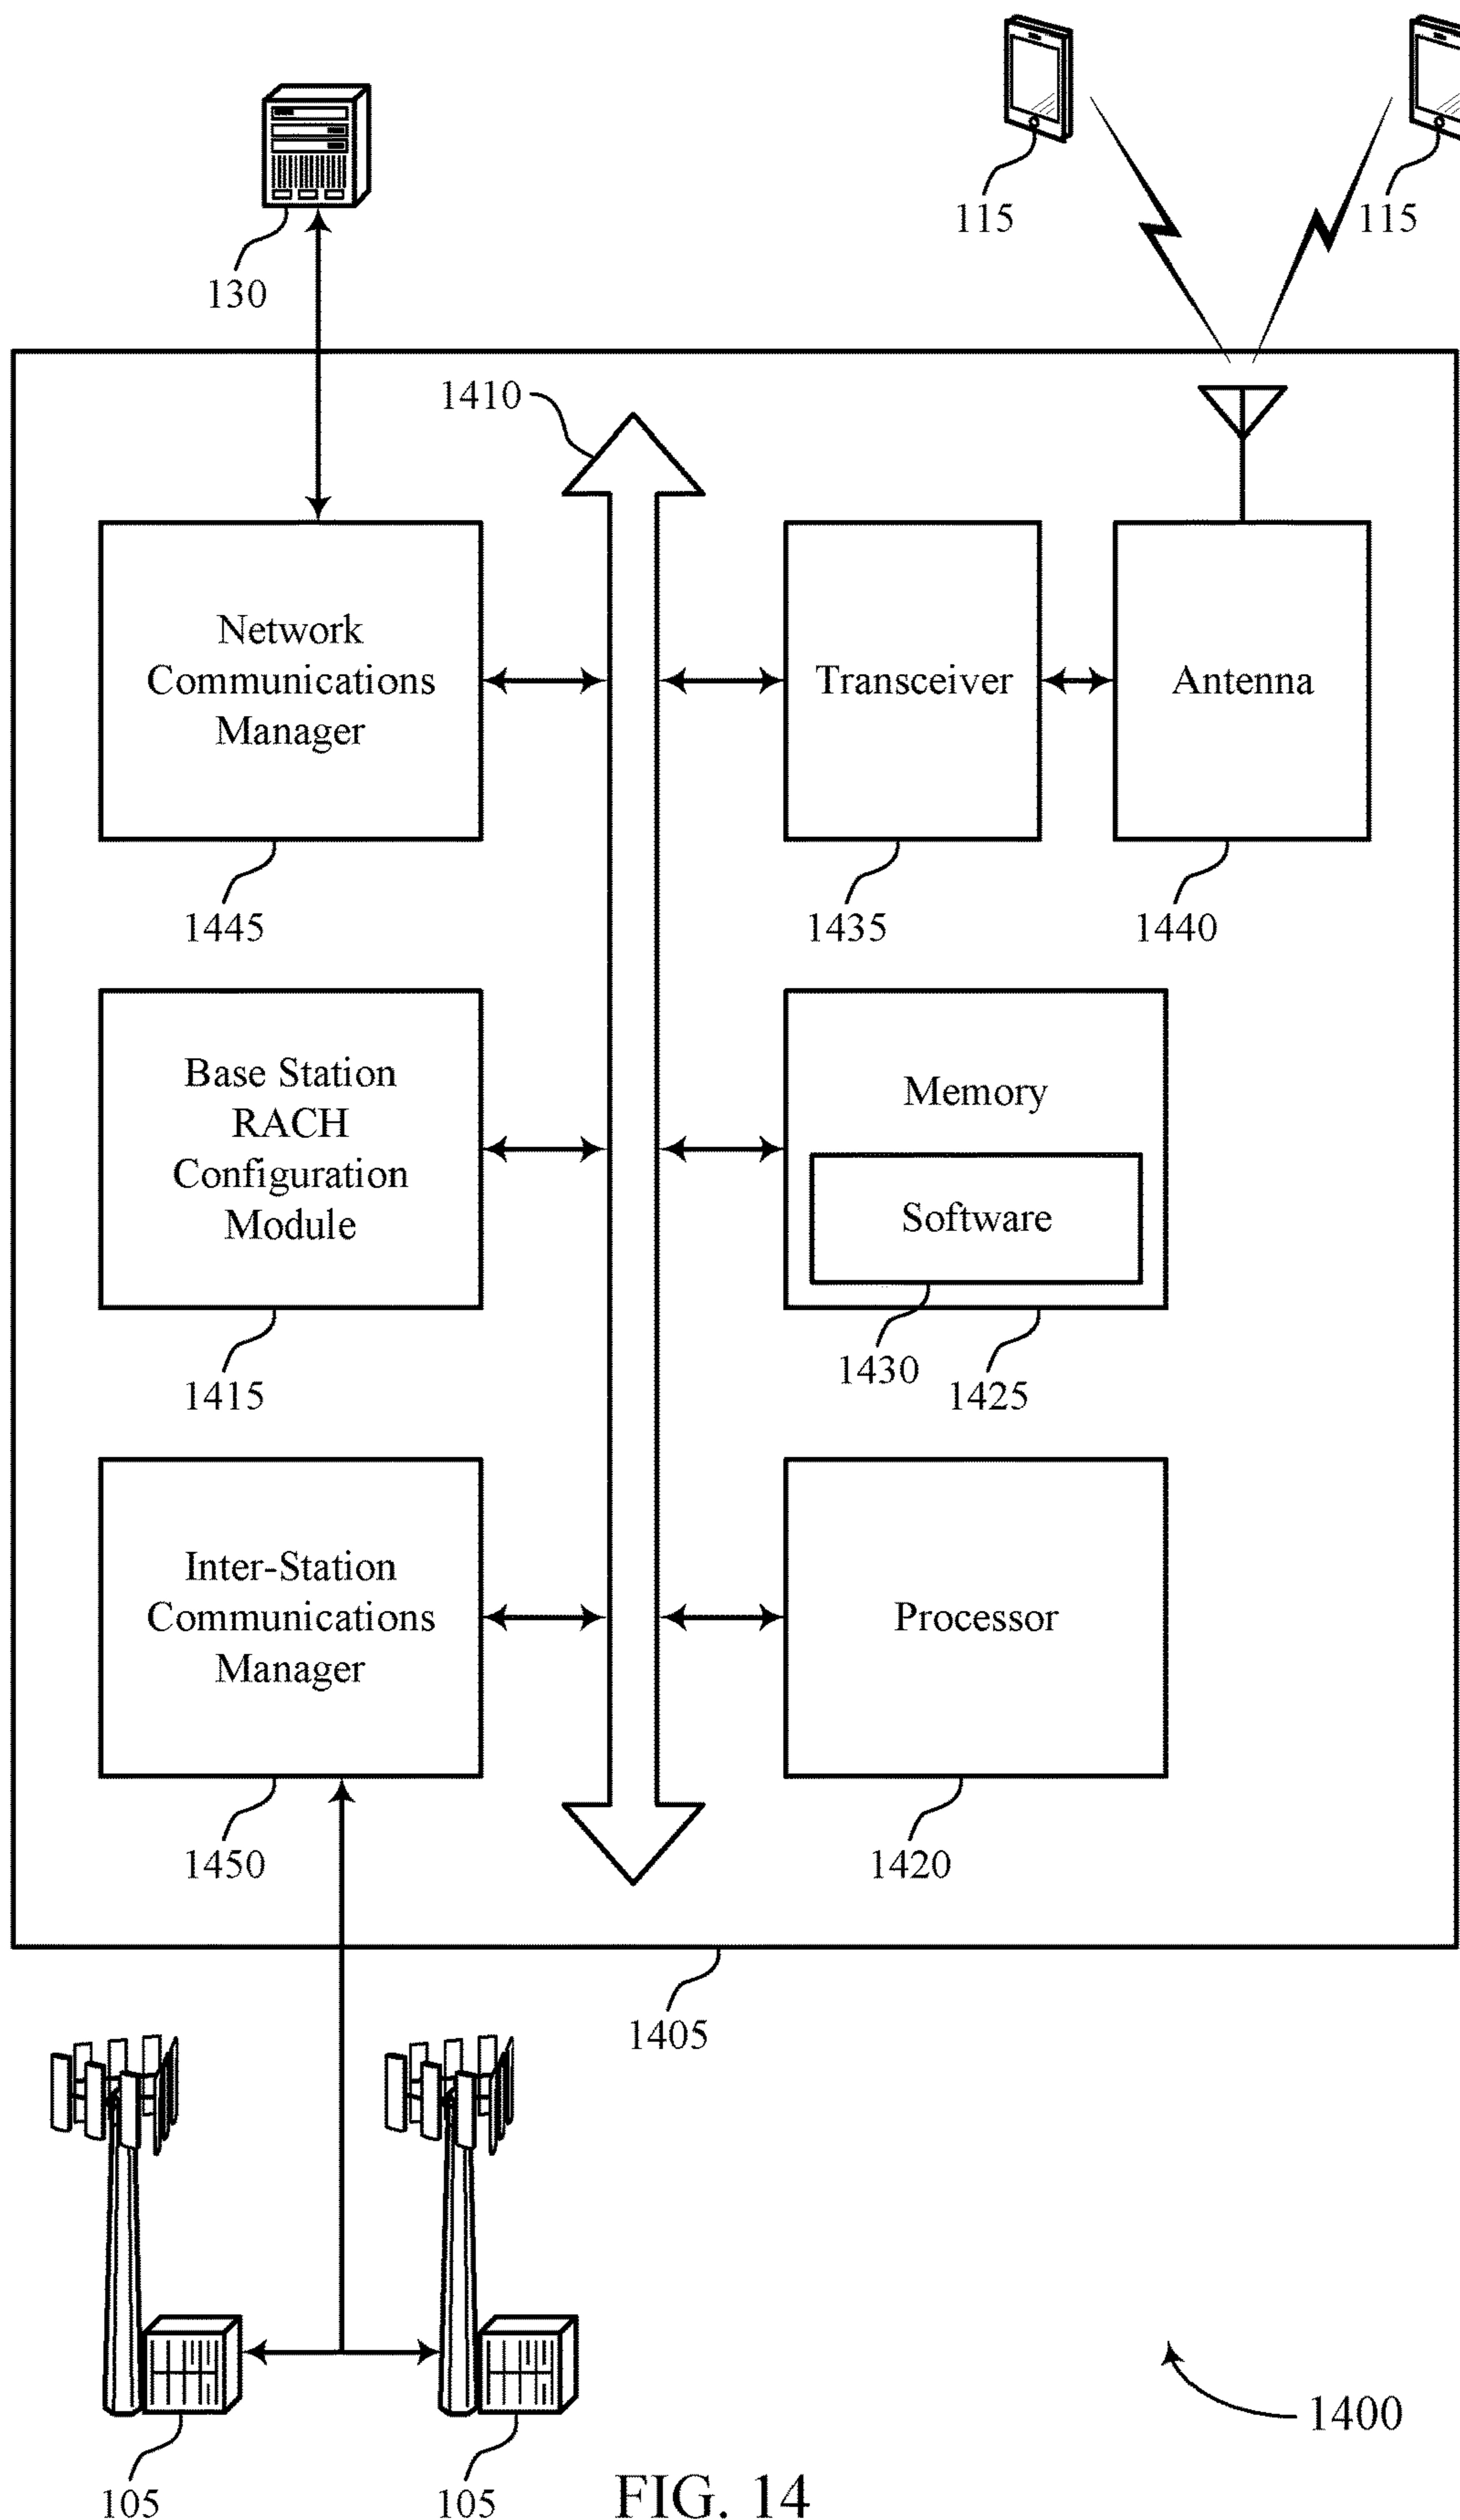 115
115
130
1410
Network
Communications
Manager
Transceiver
Antenna
1445
1435
1440
Base Station
RACH
Configuration
Module
Memory
Software
1430
1415
1425
Inter-Station
Communications
Manager
Processor
1450
1420
1405
1400
105
105
FIG. 14